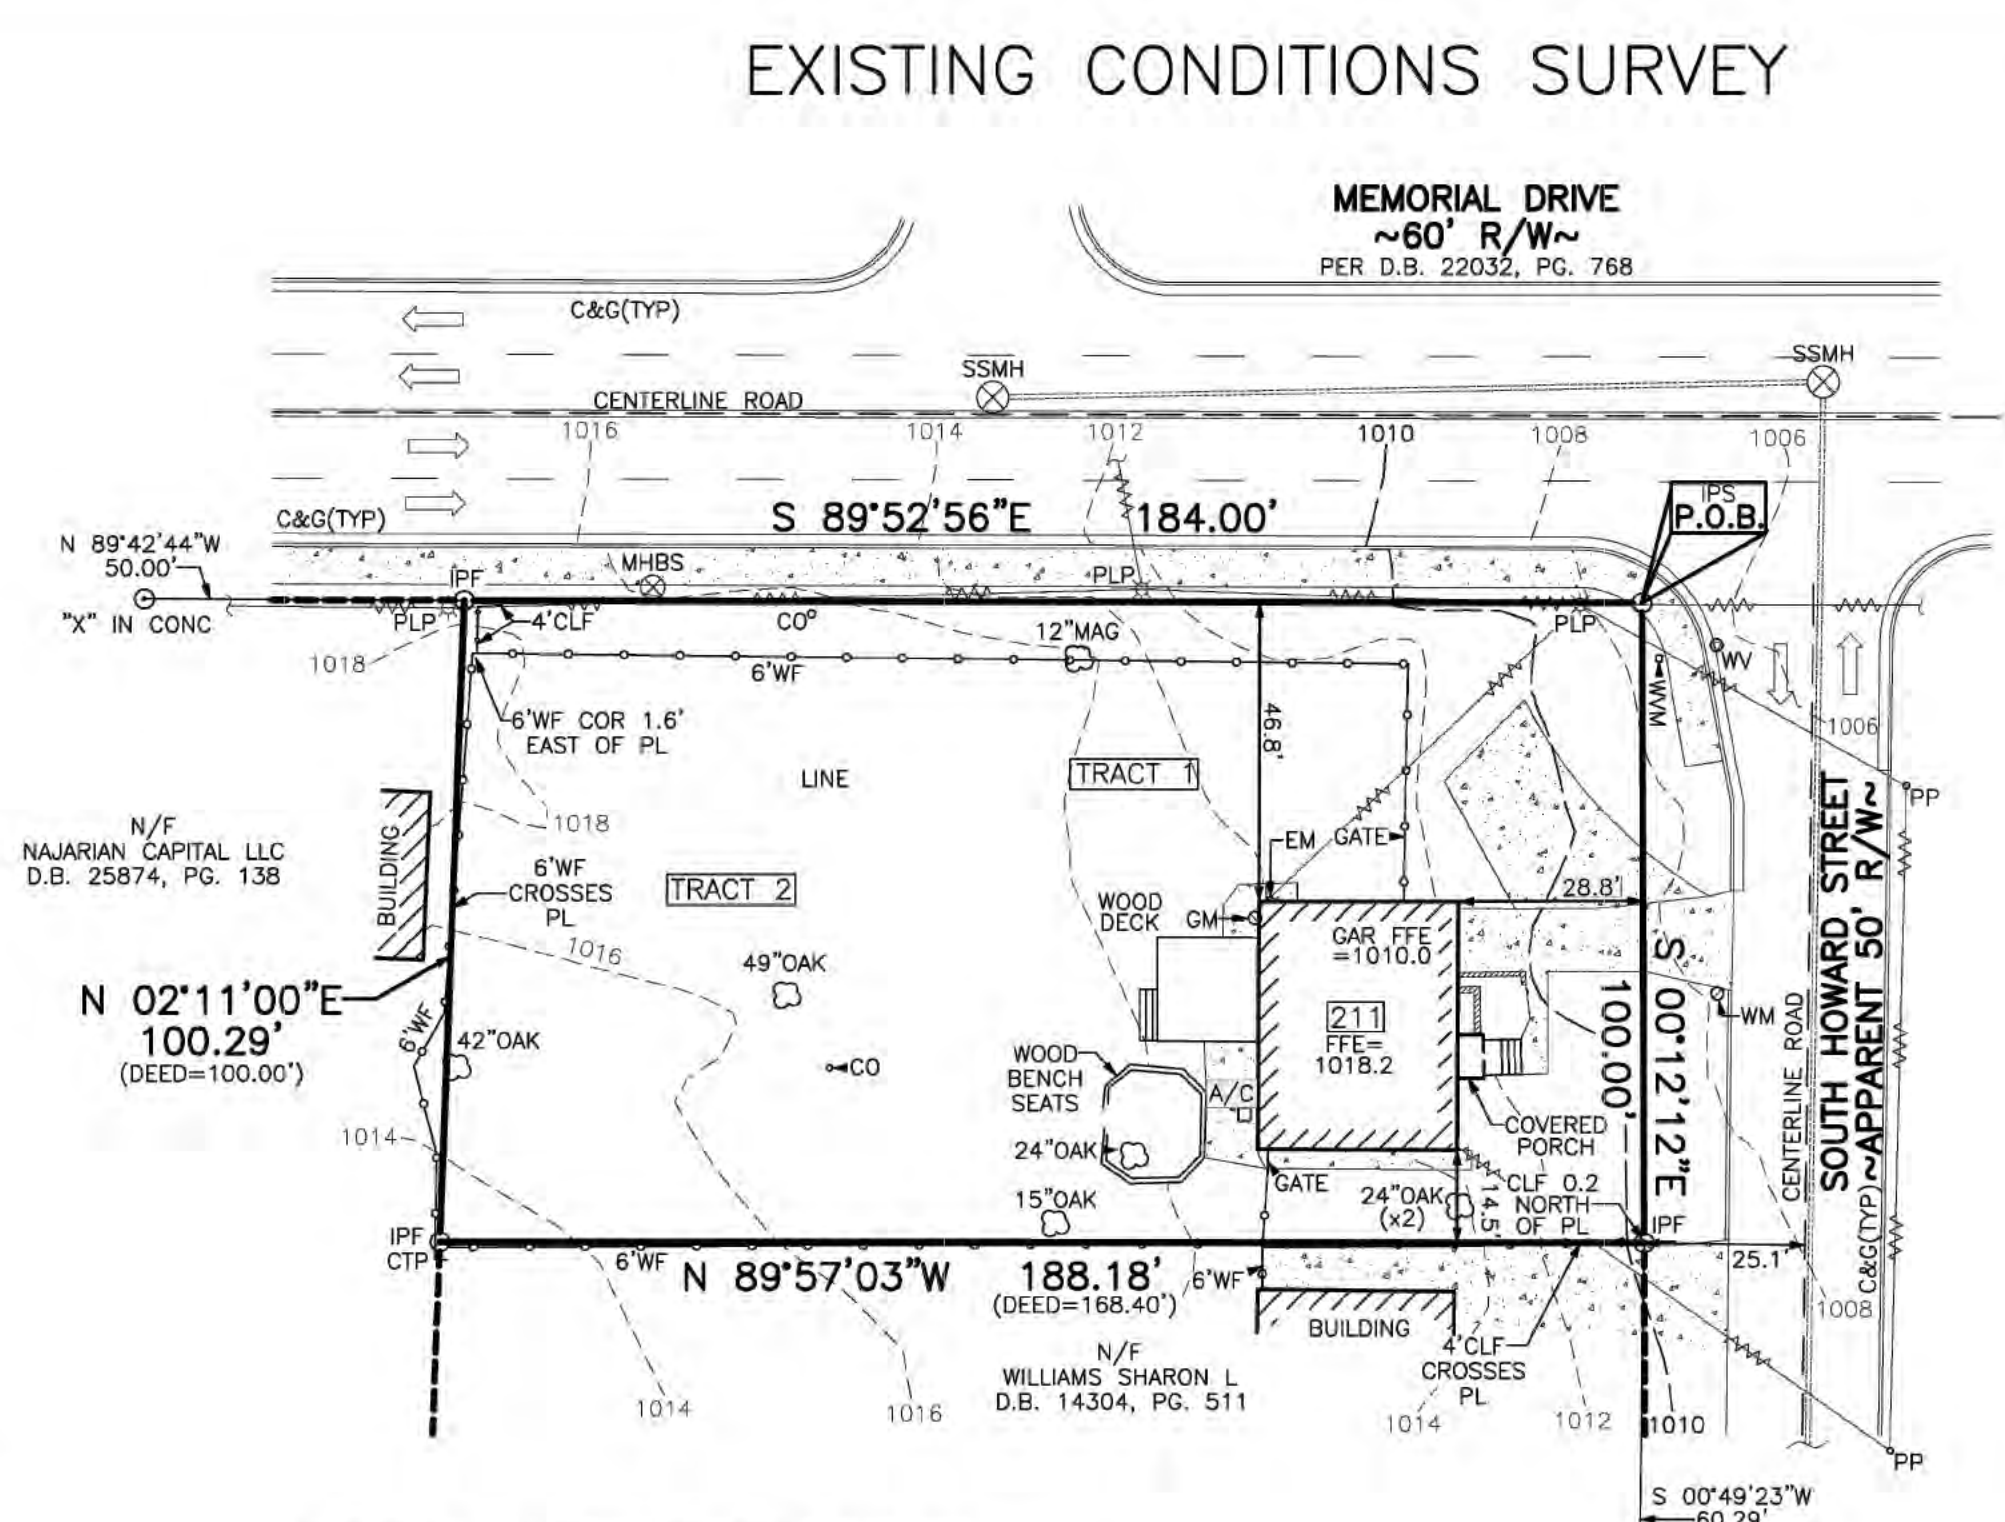 EXISTING CONDITIONS SURVEY
MEMORIAL DRIVE
~60' R/W~
PER D.B. 22032, PG. 768
C&G(TYP)
SSMH
SSMH
CENTERLINE ROAD
1016
1014
1012
1010
1008
1006
C&G(TYP)
S 89°52'56"E 184.00'
IPS
P.O.B.
N 89°42'44"W
50.00'
"X" IN CONC
IPF
MHBS
PLP
PLP
4'CLF
CO
12"MAG
PLP
WV
WVM
1018
6'WF
6'WF COR 1.6'
EAST OF PL
46.8'
1006
LINE
TRACT 1
PP
1018
N/F
NAJARIAN CAPITAL LLC
D.B. 25874, PG. 138
BUILDING
6'WF
CROSSES
PL
TRACT 2
EM
GATE
28.8'
WOOD
DECK
GM
GAR FFE
=1010.0
1016
49"OAK
N 02°11'00"E
100.29'
(DEED=100.00')
6'WF
42"OAK
CO
211
FFE=
1018.2
WM
S 00°12'12"E
100.00'
CENTERLINE ROAD
SOUTH HOWARD STREET
~APPARENT 50' R/W~
C&G(TYP)
WOOD
BENCH
SEATS
A/C
COVERED
PORCH
1014
24"OAK
GATE
15"OAK
24"OAK
(x2)
14.5'
CLF 0.2
NORTH
OF PL
IPF
IPF
CTP
6'WF
N 89°57'03"W 188.18'
(DEED=168.40')
6'WF
25.1'
1008
BUILDING
N/F
WILLIAMS SHARON L
D.B. 14304, PG. 511
4'CLF
CROSSES
PL
1014
1016
1014
1012
1010
PP
S 00°49'23"W
60.29'